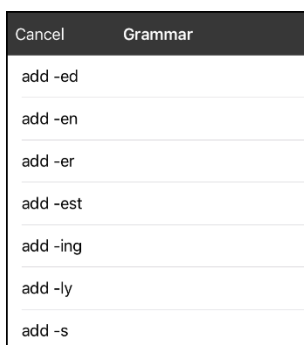 Cancel Grammar
add -ed
add -en
add -er
add -est
add -ing
add -ly
add -s